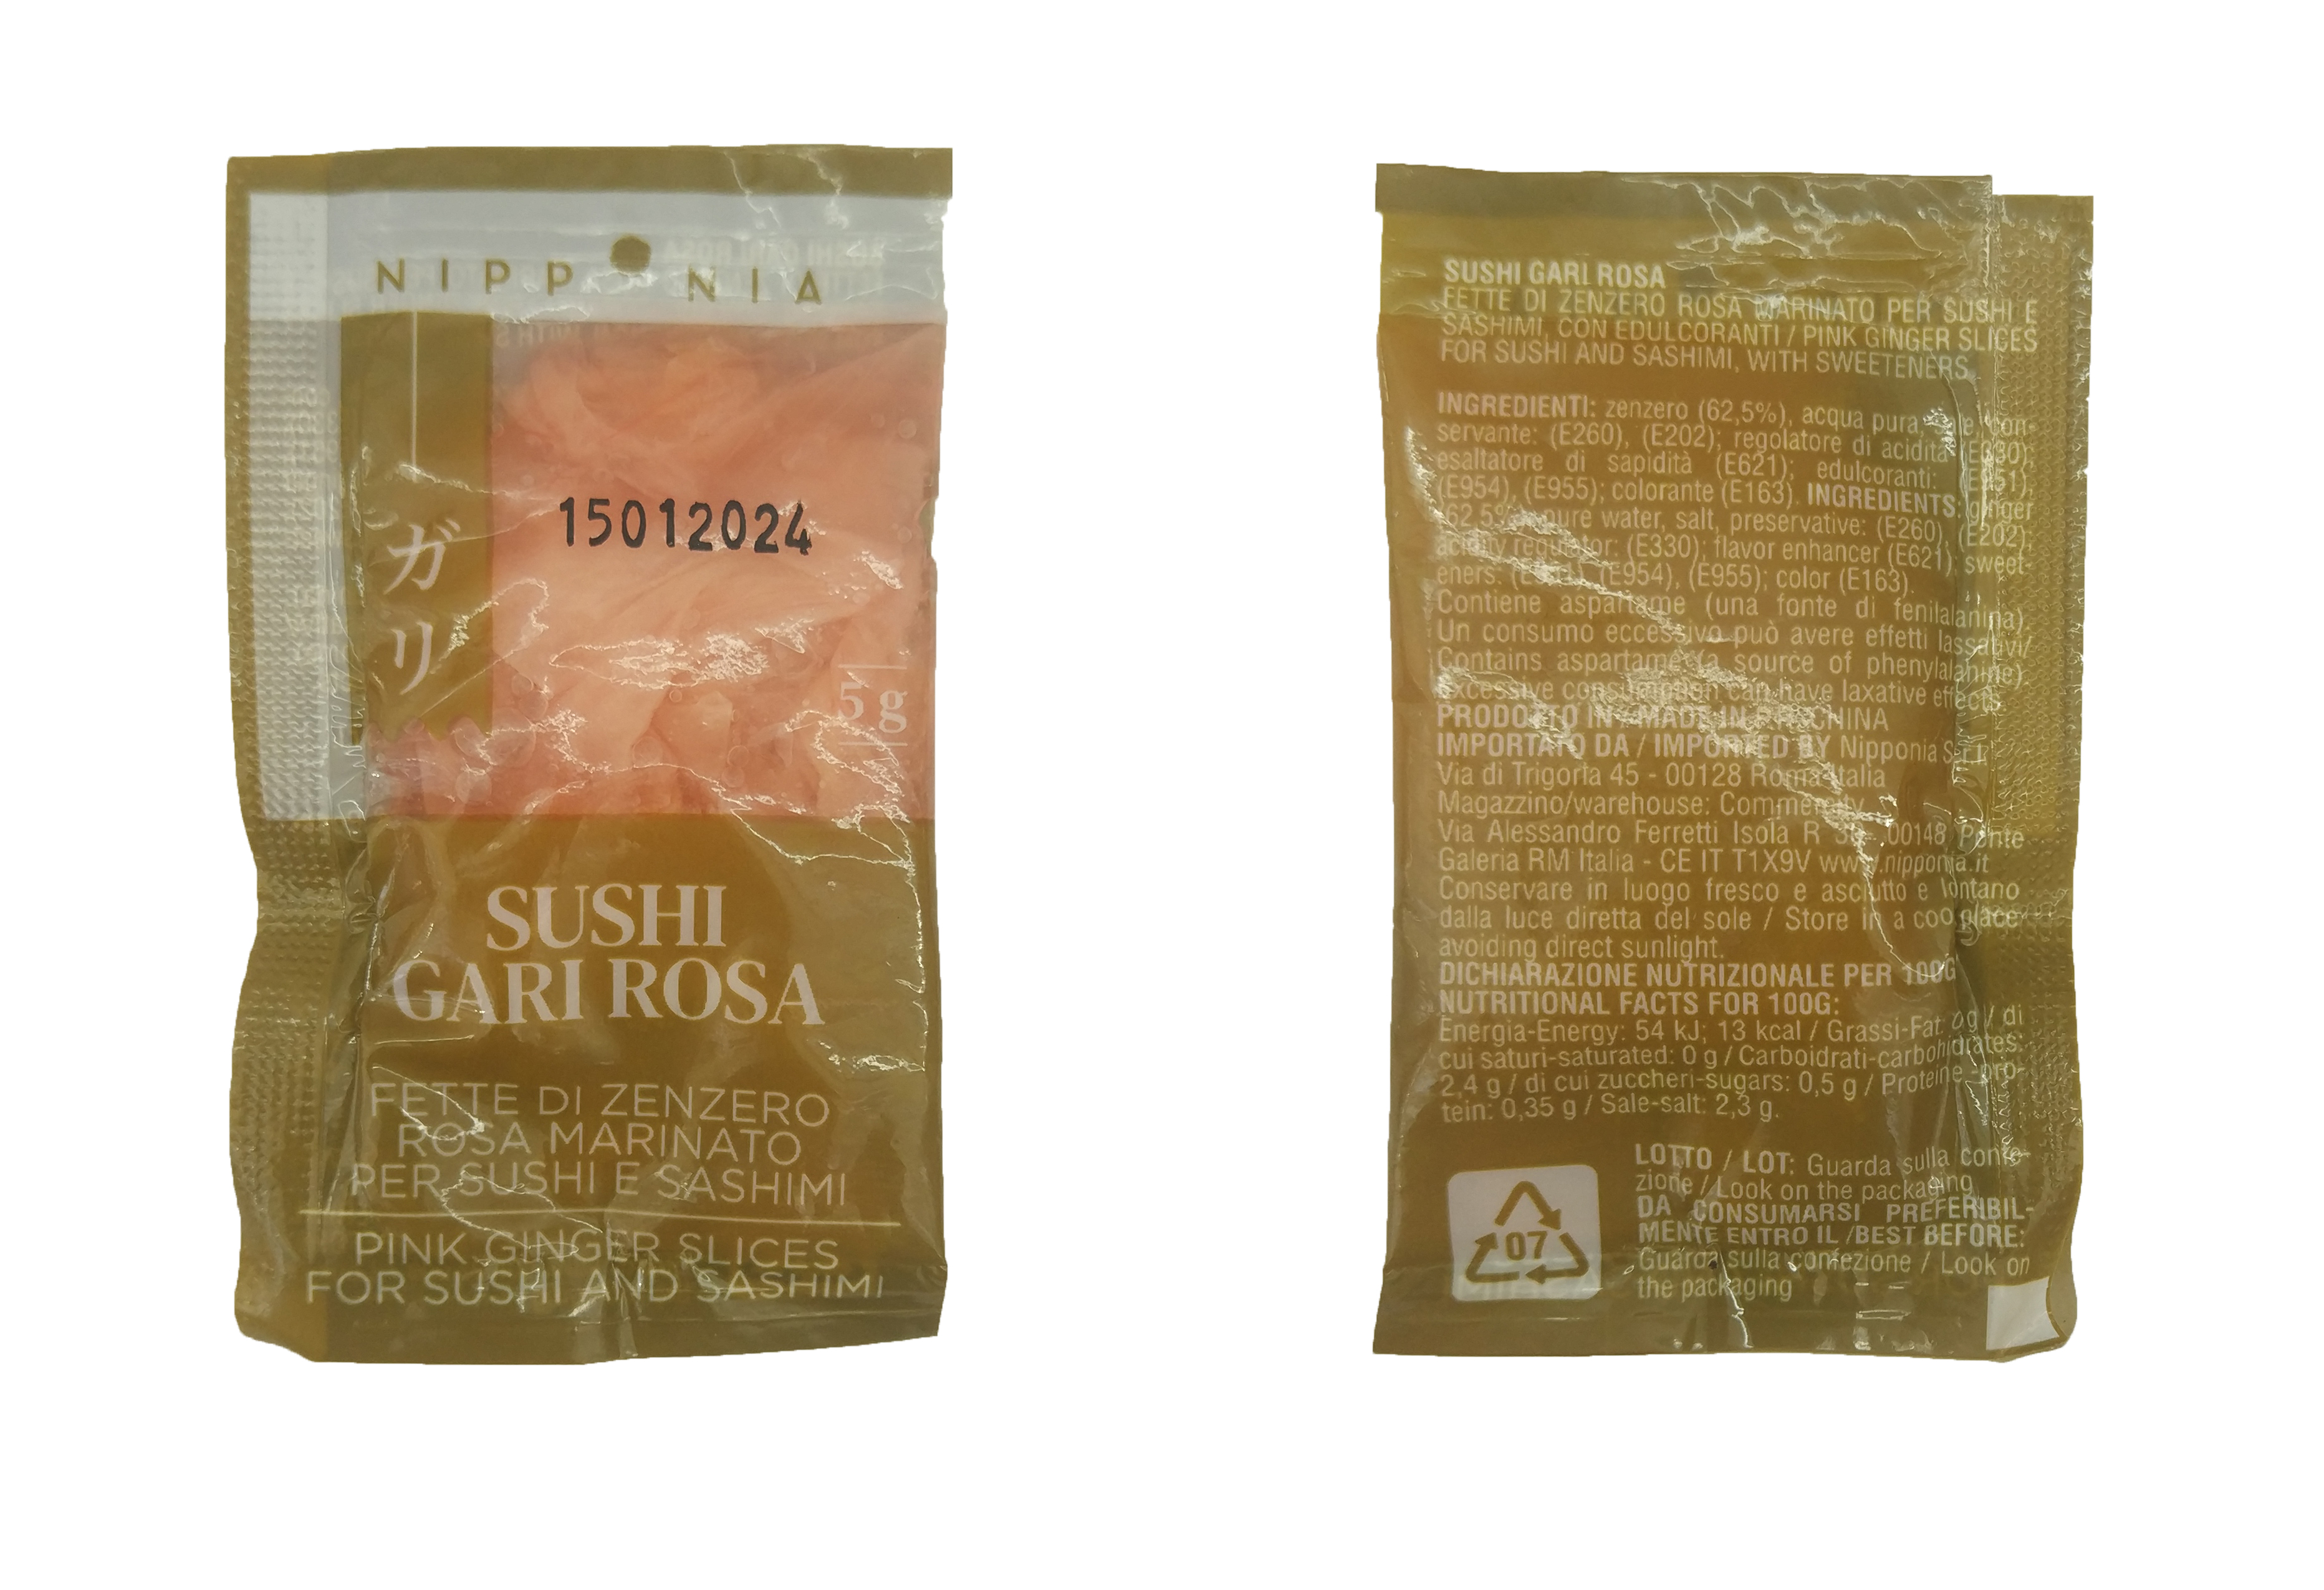 NIPPONIA
ガリ
15012024
5 g
SUSHI
GARI ROSA
FETTE DI ZENZERO
ROSA MARINATO
PER SUSHI E SASHIMI
PINK GINGER SLICES
FOR SUSHI AND SASHIMI
SUSHI GARI ROSA
FETTE DI ZENZERO ROSA MARINATO PER SUSHI E
SASHIMI, CON EDULCORANTI / PINK GINGER SLICES
FOR SUSHI AND SASHIMI, WITH SWEETENERS.
INGREDIENTI: zenzero (62,5%), acqua pura, con-
servante: (E260), (E202); regolatore di acidità (E330);
esaltatore di sapidità (E621); edulcoranti: (E951),
(E954), (E955); colorante (E163). INGREDIENTS: ginger
62,5% pure water, salt, preservative: (E260), (E202);
acidity regulator: (E330); flavor enhancer (E621), sweet-
eners: (E954), (E955); color (E163).
Contiene aspartame (una fonte di fenilalanina)
Un consumo eccessivo può avere effetti lassativi/
Contains aspartame (a source of phenylalanine)
Excessive consumption can have laxative effects
PRODOTTO IN - MADE IN CHINA
IMPORTATO DA / IMPORTED BY Nipponia S.r.l.
Via di Trigoria 45 - 00128 Roma Italia
Magazzino/warehouse:
Via Alessandro Ferretti Isola R 00148 Ponte
Galeria RM Italia - CE IT T1X9V www.nipponia.it
Conservare in luogo fresco e asciutto e lontano
dalla luce diretta del sole / Store in a cool place
avoiding direct sunlight.
DICHIARAZIONE NUTRIZIONALE PER 100G
NUTRITIONAL FACTS FOR 100G:
Energia-Energy: 54 kJ; 13 kcal / Grassi-Fat: 0g / di
cui saturi-saturated: 0 g / Carboidrati-carbohidrates:
2,4 g / di cui zuccheri-sugars: 0,5 g / Proteine -pro-
tein: 0,35 g / Sale-salt: 2,3 g.
LOTTO / LOT: Guarda sulla confe-
zione / Look on the packaging
DA CONSUMARSI PREFERIBIL-
MENTE ENTRO IL /BEST BEFORE:
Guarda sulla confezione / Look on
the packaging
07